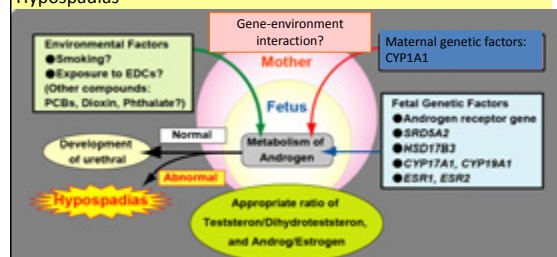 Hypospadias
Gene-environment
interaction?
Environmental Factors
●Smoking?
●Exposure to EDCs?
(Other compounds:
PCBs, Dioxin, Phthalate?)
Mother
Maternal genetic factors:
CYP1A1
Fetus
Fetal Genetic Factors
●Androgen receptor gene
●SRD5A2
●HSD17B3
●CYP17A1, CYP19A1
●ESR1, ESR2
Normal
Development
of urethral
Metabolism of
Androgen
Abnormal
Hypospadias
Appropriate ratio of
Teststeron/Dihydroteststeron,
and Androg/Estrogen